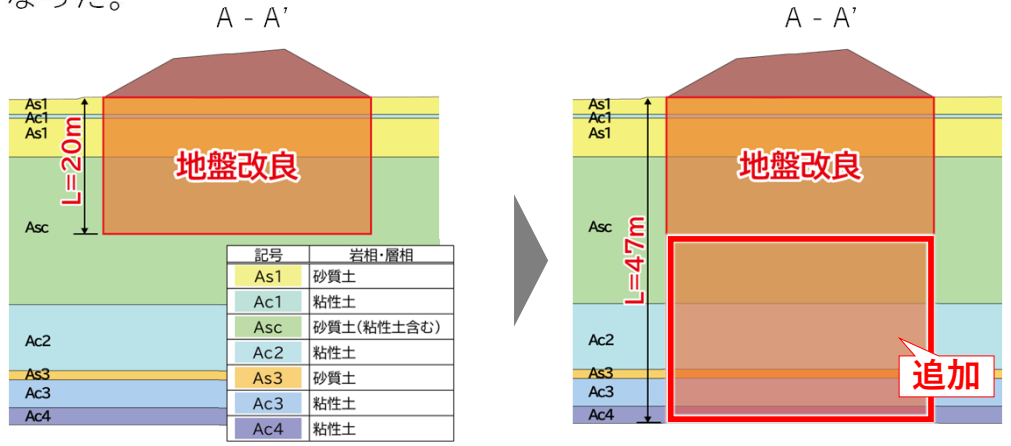 なった。
A - A'
As1
Ac1
As1
L=20m
地盤改良
Asc
Ac2
As3
Ac3
Ac4
記号 岩相・層相
As1 砂質土
Ac1 粘性土
Asc 砂質土(粘性土含む)
Ac2 粘性土
As3 砂質土
Ac3 粘性土
Ac4 粘性土
A - A'
As1
Ac1
As1
地盤改良
Asc
L=47m
Ac2
As3
Ac3
Ac4
追加